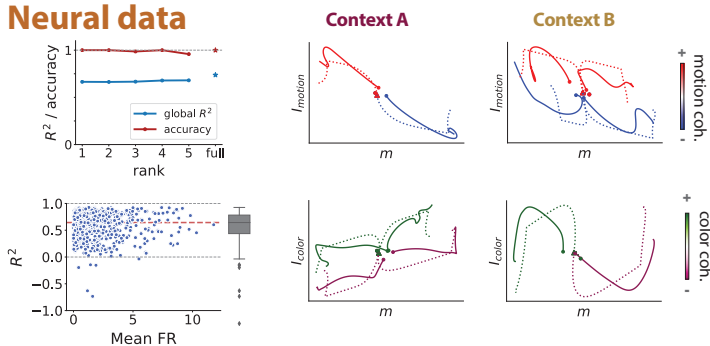 Neural data
Context A
Context B
R² / accuracy
1
0
global R²
accuracy
1 2 3 4 5 full
rank
I_motion
m
I_motion
m
+
motion coh.
-
R²
1.0
0.5
0.0
−0.5
−1.0
0 5 10
Mean FR
I_color
m
I_color
m
+
color coh.
-